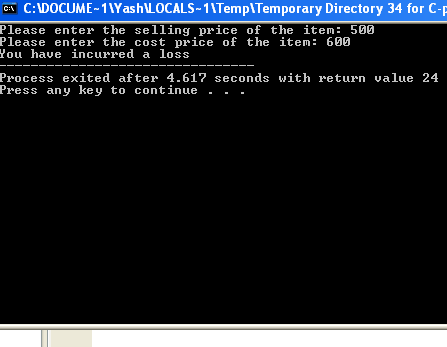 C:\DOCUME~1\Yash\LOCALS~1\Temp\Temporary Directory 34 for C-p
Please enter the selling price of the item: 500
Please enter the cost price of the item: 600
You have incurred a loss
--------------------------------
Process exited after 4.617 seconds with return value 24
Press any key to continue . . .